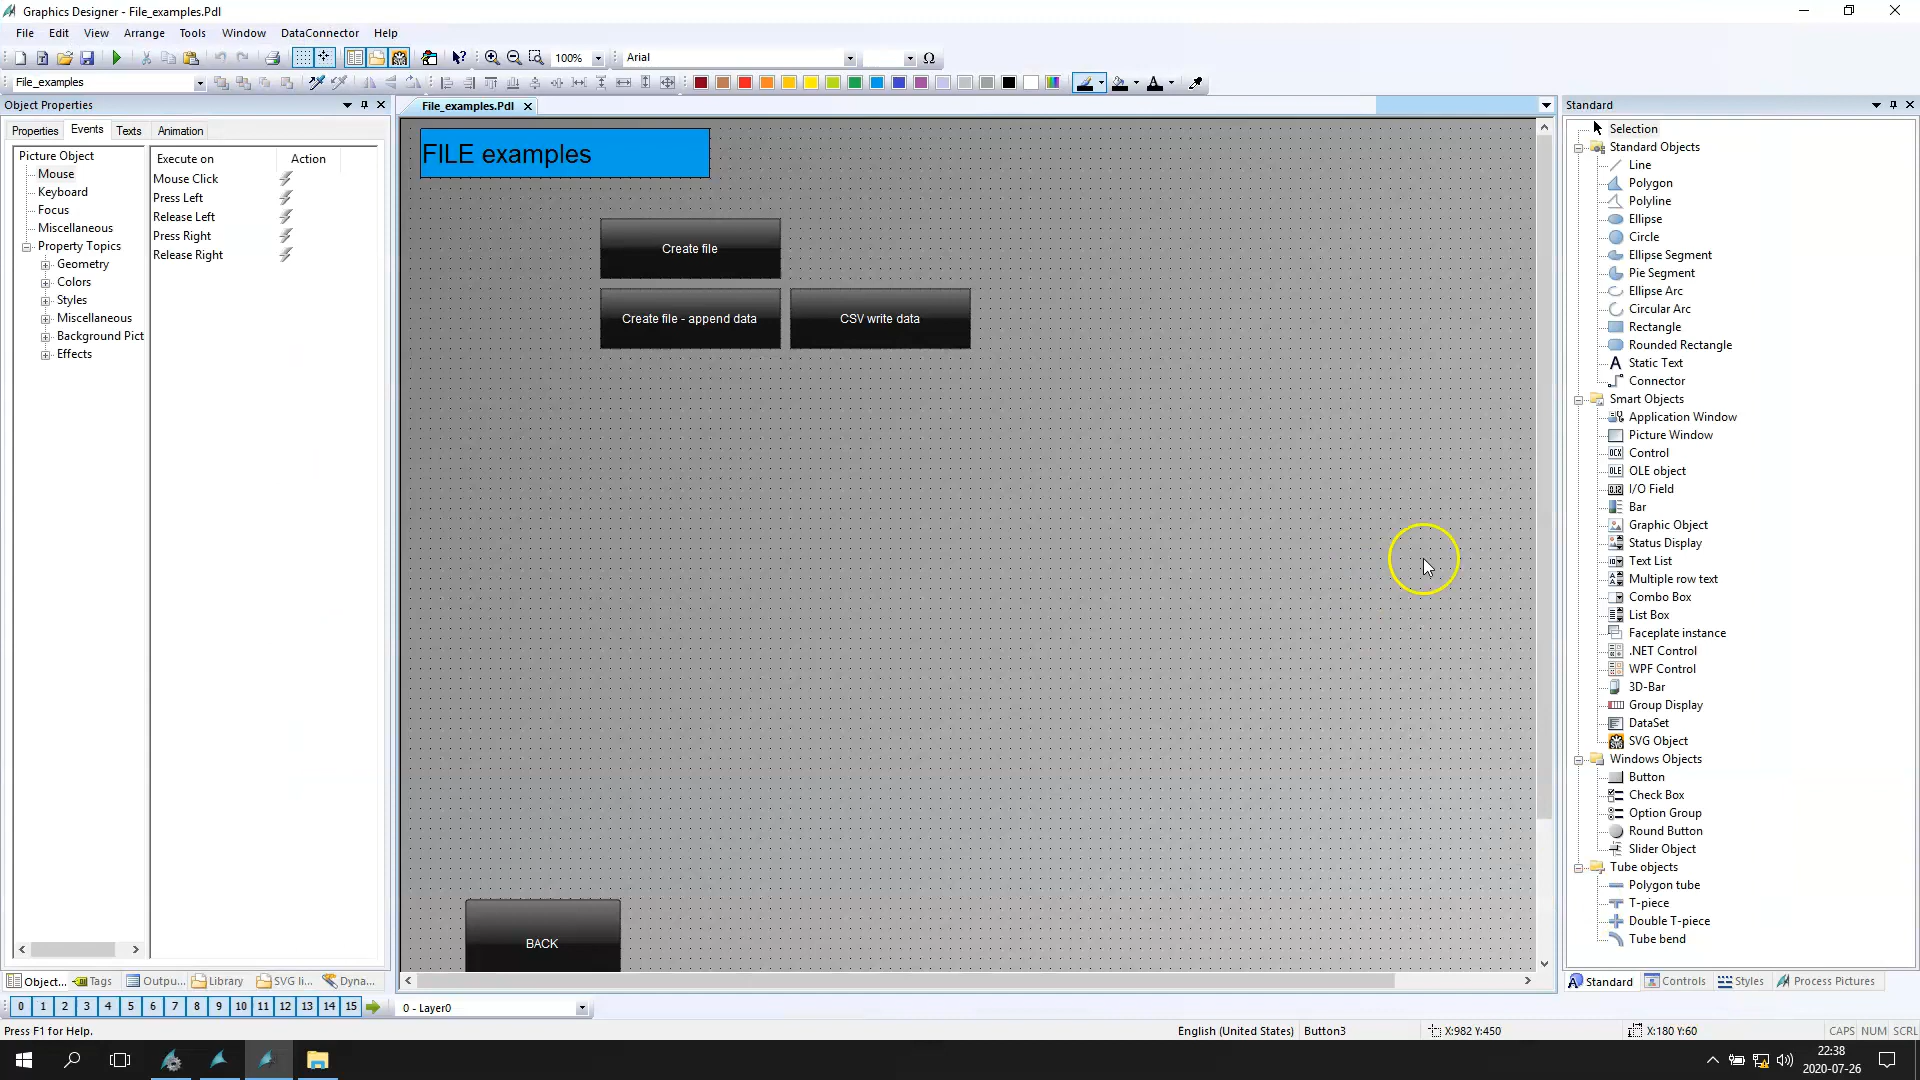 Graphics Designer - File_examples.Pdl
File Edit View Arrange Tools Window DataConnector Help
100% Arial Ω
File_examples
Object Properties
Properties Events Texts Animation
Picture Object
Mouse
Keyboard
Focus
Miscellaneous
Property Topics
Geometry
Colors
Styles
Miscellaneous
Background Pict
Effects
Execute on Action
Mouse Click
Press Left
Release Left
Press Right
Release Right
File_examples.Pdl
FILE examples
Create file
Create file - append data CSV write data
BACK
Standard
Selection
Standard Objects
Line
Polygon
Polyline
Ellipse
Circle
Ellipse Segment
Pie Segment
Ellipse Arc
Circular Arc
Rectangle
Rounded Rectangle
A Static Text
Connector
Smart Objects
Application Window
Picture Window
OCX Control
OLE OLE object
0.12 I/O Field
Bar
Graphic Object
Status Display
Text List
Multiple row text
Combo Box
List Box
Faceplate instance
.NET Control
WPF Control
3D-Bar
Group Display
DataSet
SVG Object
Windows Objects
Button
Check Box
Option Group
Round Button
Slider Object
Tube objects
Polygon tube
T-piece
Double T-piece
Tube bend
Object... Tags Outpu... Library SVG li... Dyna...
Standard Controls Styles Process Pictures
0 1 2 3 4 5 6 7 8 9 10 11 12 13 14 15 0 - Layer0
Press F1 for Help. English (United States) Button3 X:982 Y:450 X:180 Y:60 CAPS NUM SCRL
22:38
2020-07-26